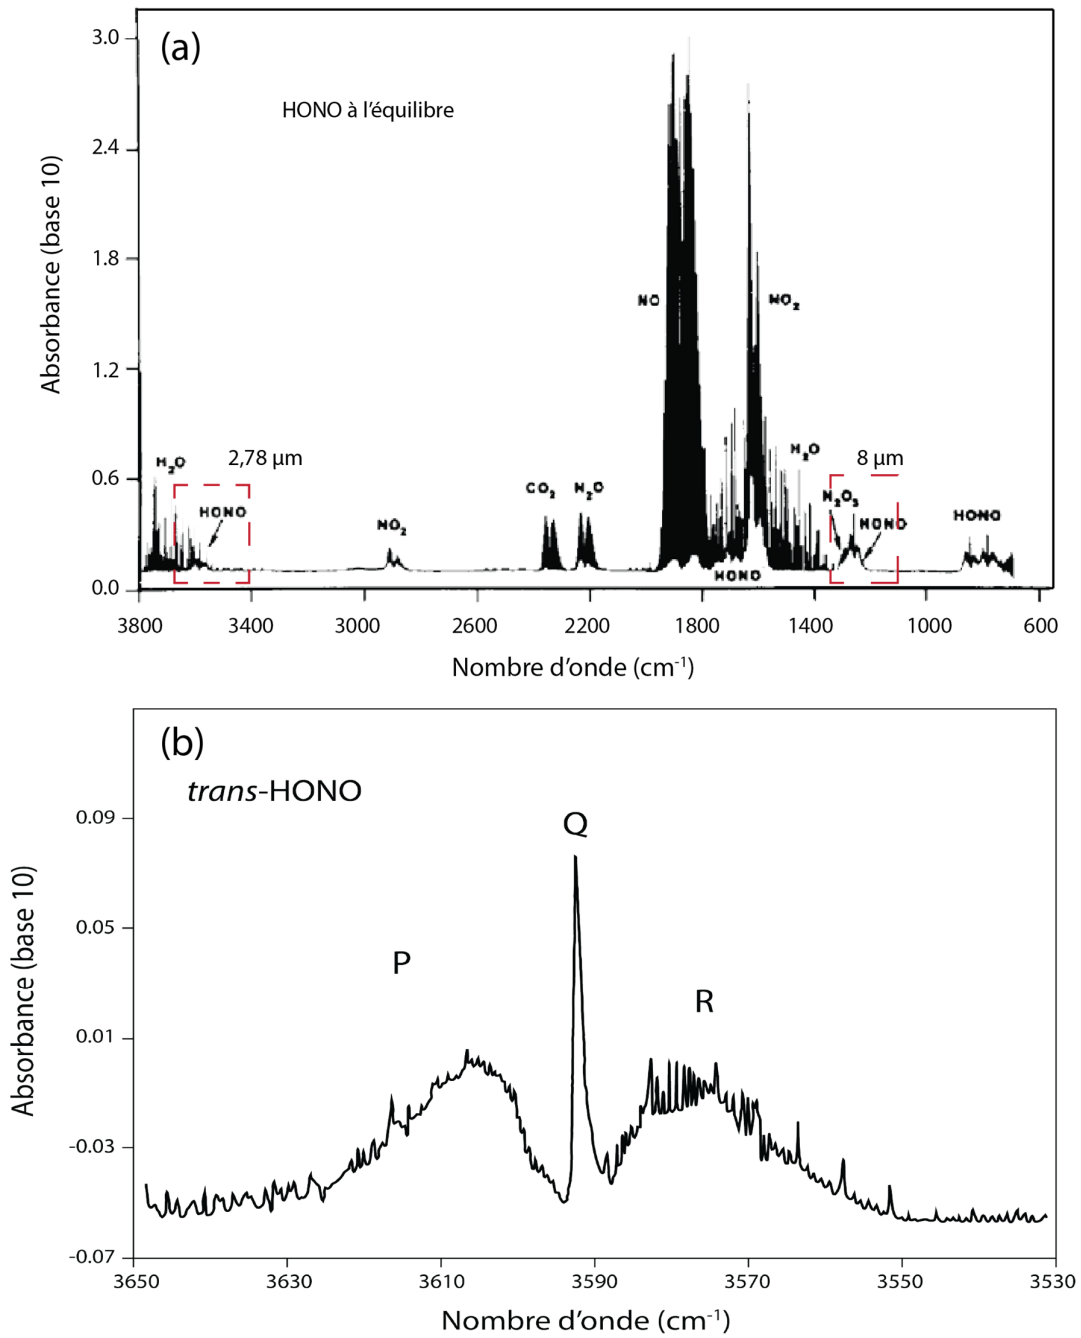 (a)
HONO à l'équilibre
Absorbance (base 10)
3.0
2.4
1.8
1.2
0.6
0.0
H2O
2,78 µm
HONO
NO2
CO2
N2O
NO
NO2
HONO
H2O
8 µm
N2O3
HONO
HONO
3800 3400 3000 2600 2200 1800 1400 1000 600
Nombre d'onde (cm-1)
(b)
trans-HONO
Absorbance (base 10)
0.09
0.05
0.01
-0.03
-0.07
P
Q
R
3650 3630 3610 3590 3570 3550 3530
Nombre d'onde (cm-1)